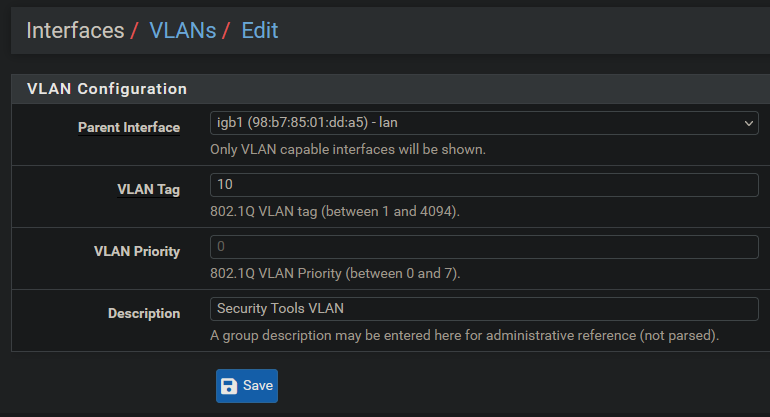 Interfaces / VLANs / Edit
VLAN Configuration
Parent Interface
igb1 (98:b7:85:01:dd:a5) - lan
Only VLAN capable interfaces will be shown.
VLAN Tag
10
802.1Q VLAN tag (between 1 and 4094).
VLAN Priority
0
802.1Q VLAN Priority (between 0 and 7).
Description
Security Tools VLAN
A group description may be entered here for administrative reference (not parsed).
Save